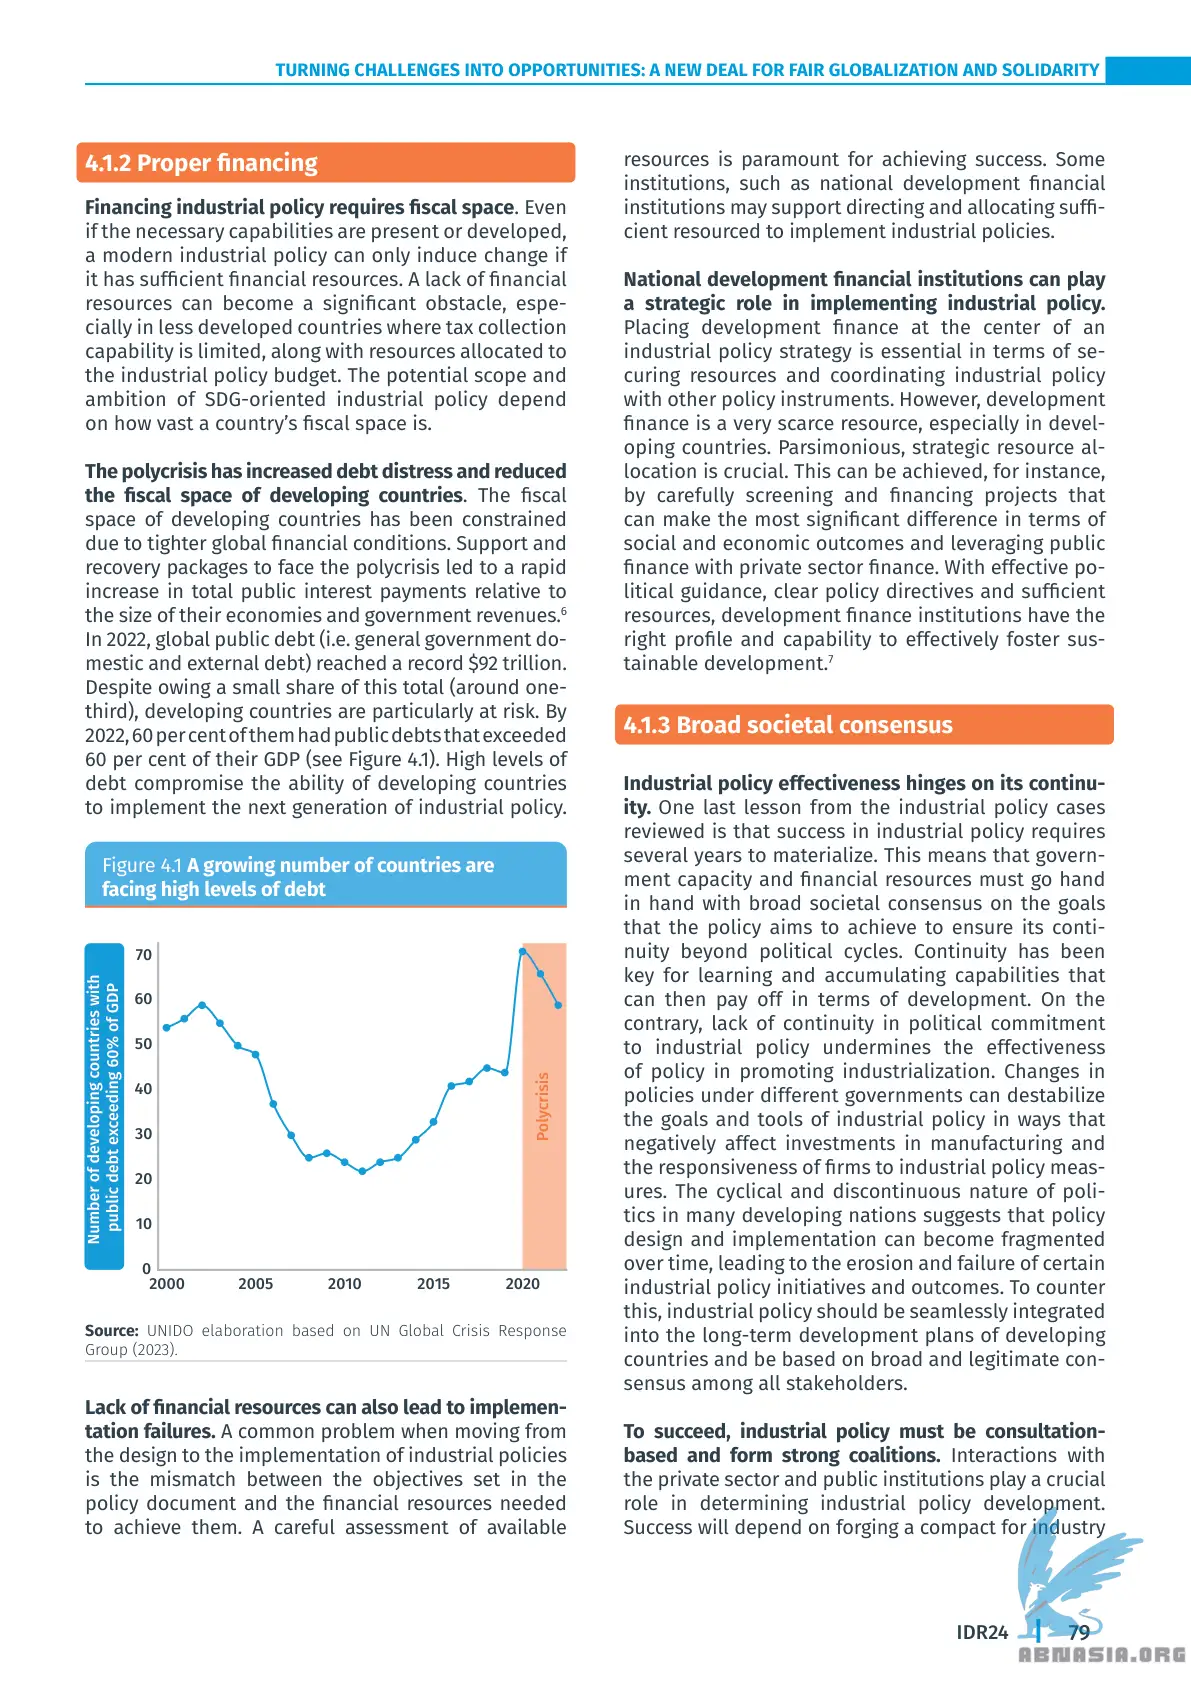 TURNING CHALLENGES INTO OPPORTUNITIES: A NEW DEAL FOR FAIR GLOBALIZATION AND SOLIDARITY
4.1.2 Proper financing
Financing industrial policy requires fiscal space. Even
if the necessary capabilities are present or developed,
a modern industrial policy can only induce change if
it has sufficient financial resources. A lack of financial
resources can become a significant obstacle, espe-
cially in less developed countries where tax collection
capability is limited, along with resources allocated to
the industrial policy budget. The potential scope and
ambition of SDG-oriented industrial policy depend
on how vast a country’s fiscal space is.
The polycrisis has increased debt distress and reduced
the fiscal space of developing countries. The fiscal
space of developing countries has been constrained
due to tighter global financial conditions. Support and
recovery packages to face the polycrisis led to a rapid
increase in total public interest payments relative to
the size of their economies and government revenues.6
In 2022, global public debt (i.e. general government do-
mestic and external debt) reached a record $92 trillion.
Despite owing a small share of this total (around one-
third), developing countries are particularly at risk. By
2022, 60 per cent of them had public debts that exceeded
60 per cent of their GDP (see Figure 4.1). High levels of
debt compromise the ability of developing countries
to implement the next generation of industrial policy.
Figure 4.1 A growing number of countries are
facing high levels of debt
Number of developing countries with
public debt exceeding 60% of GDP
70
60
50
40
30
20
10
0
Polycrisis
2000 2005 2010 2015 2020
Source: UNIDO elaboration based on UN Global Crisis Response
Group (2023).
Lack of financial resources can also lead to implemen-
tation failures. A common problem when moving from
the design to the implementation of industrial policies
is the mismatch between the objectives set in the
policy document and the financial resources needed
to achieve them. A careful assessment of available
resources is paramount for achieving success. Some
institutions, such as national development financial
institutions may support directing and allocating suffi-
cient resourced to implement industrial policies.
National development financial institutions can play
a strategic role in implementing industrial policy.
Placing development finance at the center of an
industrial policy strategy is essential in terms of se-
curing resources and coordinating industrial policy
with other policy instruments. However, development
finance is a very scarce resource, especially in devel-
oping countries. Parsimonious, strategic resource al-
location is crucial. This can be achieved, for instance,
by carefully screening and financing projects that
can make the most significant difference in terms of
social and economic outcomes and leveraging public
finance with private sector finance. With effective po-
litical guidance, clear policy directives and sufficient
resources, development finance institutions have the
right profile and capability to effectively foster sus-
tainable development.7
4.1.3 Broad societal consensus
Industrial policy effectiveness hinges on its continu-
ity. One last lesson from the industrial policy cases
reviewed is that success in industrial policy requires
several years to materialize. This means that govern-
ment capacity and financial resources must go hand
in hand with broad societal consensus on the goals
that the policy aims to achieve to ensure its conti-
nuity beyond political cycles. Continuity has been
key for learning and accumulating capabilities that
can then pay off in terms of development. On the
contrary, lack of continuity in political commitment
to industrial policy undermines the effectiveness
of policy in promoting industrialization. Changes in
policies under different governments can destabilize
the goals and tools of industrial policy in ways that
negatively affect investments in manufacturing and
the responsiveness of firms to industrial policy meas-
ures. The cyclical and discontinuous nature of poli-
tics in many developing nations suggests that policy
design and implementation can become fragmented
over time, leading to the erosion and failure of certain
industrial policy initiatives and outcomes. To counter
this, industrial policy should be seamlessly integrated
into the long-term development plans of developing
countries and be based on broad and legitimate con-
sensus among all stakeholders.
To succeed, industrial policy must be consultation-
based and form strong coalitions. Interactions with
the private sector and public institutions play a crucial
role in determining industrial policy development.
Success will depend on forging a compact for industry
IDR24 | 79
ABNASIA.ORG